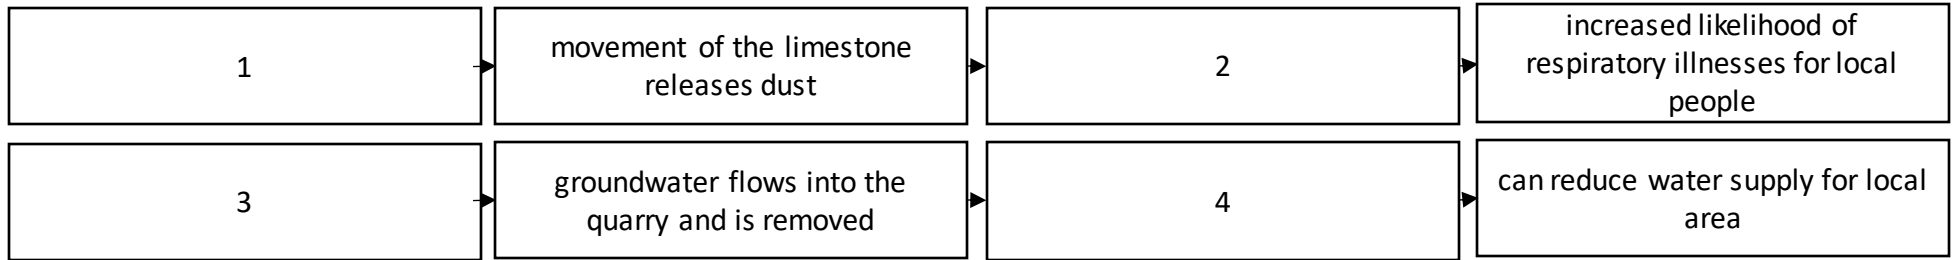 1
movement of the limestone
releases dust
2
increased likelihood of
respiratory illnesses for local
people
3
groundwater flows into the
quarry and is removed
4
can reduce water supply for local
area